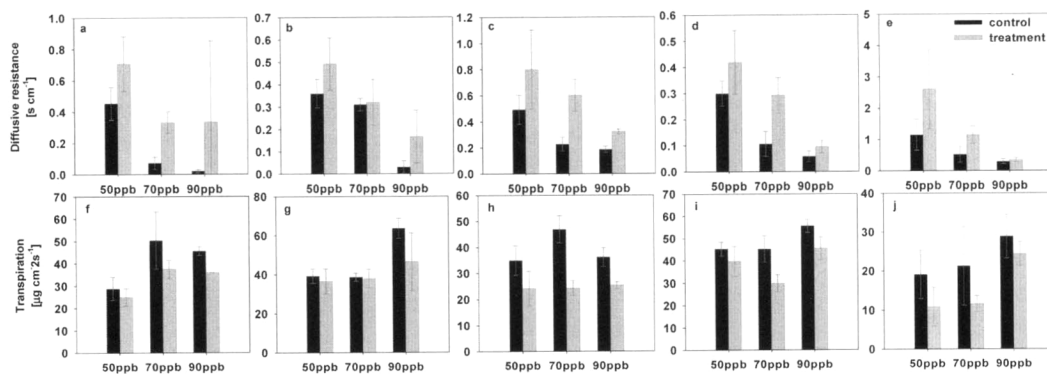 a
b
c
d
e
control
treatment
Diffusive resistance
[s cm⁻¹]
1.0
0.8
0.6
0.4
0.2
0.0
0.7
0.6
0.5
0.4
0.3
0.2
0.1
0.0
1.2
1.0
0.8
0.6
0.4
0.2
0.0
0.6
0.5
0.4
0.3
0.2
0.1
0.0
5
4
3
2
1
0
50ppb 70ppb 90ppb
50ppb 70ppb 90ppb
50ppb 70ppb 90ppb
50ppb 70ppb 90ppb
50ppb 70ppb 90ppb
f
g
h
i
j
Transpiration
[µg cm⁻2s⁻¹]
70
60
50
40
30
20
10
0
80
60
40
20
0
60
50
40
30
20
10
0
70
60
50
40
30
20
10
0
40
30
20
10
0
50ppb 70ppb 90ppb
50ppb 70ppb 90ppb
50ppb 70ppb 90ppb
50ppb 70ppb 90ppb
50ppb 70ppb 90ppb